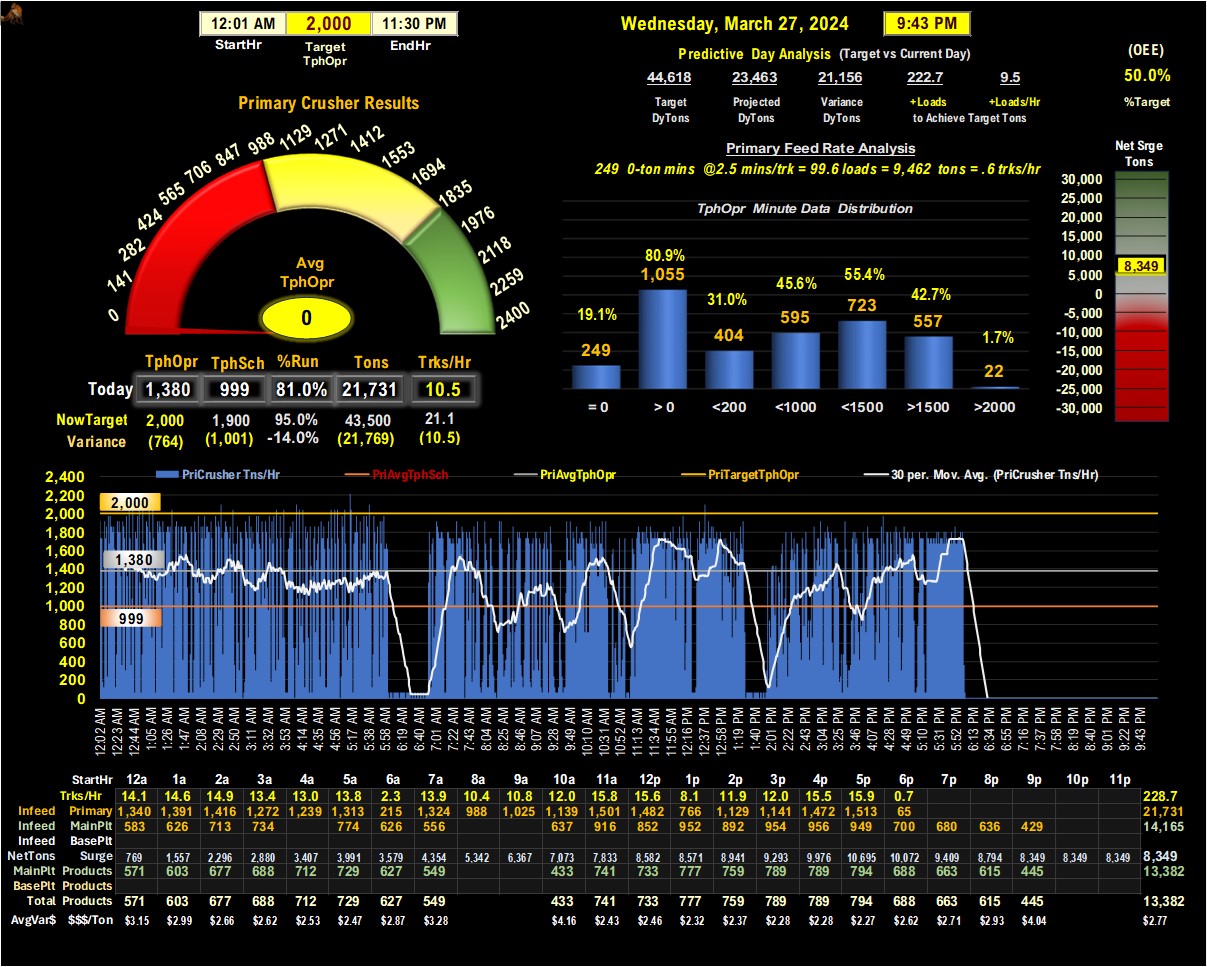 12:01 AM 2,000 11:30 PM
StartHr Target TphOpr EndHr
Wednesday, March 27, 2024 9:43 PM
Predictive Day Analysis (Target vs Current Day)
44,618 23,463 21,156 222.7 9.5
Target DyTons Projected DyTons Variance DyTons +Loads +Loads/Hr
to Achieve Target Tons
(OEE)
50.0%
%Target
Primary Crusher Results
0 141 282 424 565 706 847 988 1129 1271 1412 1553 1694 1835 1976 2118 2259 2400
Avg
TphOpr
0
TphOpr TphSch %Run Tons Trks/Hr
Today 1,380 999 81.0% 21,731 10.5
NowTarget 2,000 1,900 95.0% 43,500 21.1
Variance (764) (1,001) -14.0% (21,769) (10.5)
Primary Feed Rate Analysis
249 0-ton mins @2.5 mins/trk = 99.6 loads = 9,462 tons = .6 trks/hr
TphOpr Minute Data Distribution
19.1% 80.9% 31.0% 45.6% 55.4% 42.7% 1.7%
249 1,055 404 595 723 557 22
= 0 > 0 <200 <1000 <1500 >1500 >2000
Net Srge
Tons
30,000
25,000
20,000
15,000
10,000
8,349
5,000
0
-5,000
-10,000
-15,000
-20,000
-25,000
-30,000
PriCrusher Tns/Hr PriAvgTphSch PriAvgTphOpr PriTargetTphOpr 30 per. Mov. Avg. (PriCrusher Tns/Hr)
2,400
2,200
2,000
1,800
1,600
1,400
1,200
1,000
800
600
400
200
0
2,000
1,380
999
12:02 AM 12:23 AM 12:44 AM 1:05 AM 1:26 AM 1:47 AM 2:08 AM 2:29 AM 2:50 AM 3:11 AM 3:32 AM 3:53 AM 4:14 AM 4:35 AM 4:56 AM 5:17 AM 5:37 AM 5:58 AM 6:19 AM 6:40 AM 7:01 AM 7:22 AM 7:43 AM 8:04 AM 8:25 AM 8:46 AM 9:07 AM 9:28 AM 9:49 AM 10:10 AM 10:31 AM 10:52 AM 11:13 AM 11:34 AM 11:55 AM 12:16 PM 12:37 PM 12:58 PM 1:19 PM 1:40 PM 2:01 PM 2:22 PM 2:43 PM 3:04 PM 3:25 PM 3:46 PM 4:07 PM 4:28 PM 4:49 PM 5:10 PM 5:31 PM 5:52 PM 6:13 PM 6:34 PM 6:55 PM 7:16 PM 7:37 PM 7:58 PM 8:19 PM 8:40 PM 9:01 PM 9:22 PM 9:43 PM
StartHr 12a 1a 2a 3a 4a 5a 6a 7a 8a 9a 10a 11a 12p 1p 2p 3p 4p 5p 6p 7p 8p 9p 10p 11p
Trks/Hr 14.1 14.6 14.9 13.4 13.0 13.8 2.3 13.9 10.4 10.8 12.0 15.8 15.6 8.1 11.9 12.0 15.5 15.9 0.7 228.7
Infeed Primary 1,340 1,391 1,416 1,272 1,239 1,313 215 1,324 988 1,025 1,139 1,501 1,482 766 1,129 1,141 1,472 1,513 65 21,731
Infeed MainPlt 583 626 713 734 774 626 556 637 916 852 952 892 954 956 949 700 680 636 429 14,165
Infeed BasePlt
NetTons Surge 769 1,557 2,296 2,880 3,407 3,991 3,579 4,354 5,342 6,367 7,073 7,833 8,582 8,571 8,941 9,293 9,976 10,695 10,072 9,409 8,794 8,349 8,349 8,349 8,349
MainPlt Products 571 603 677 688 712 729 627 549 433 741 733 777 759 789 789 794 688 663 615 445 13,382
BasePlt Products
Total Products 571 603 677 688 712 729 627 549 433 741 733 777 759 789 789 794 688 663 615 445 13,382
AvgVar$ $$$/Ton $3.15 $2.99 $2.66 $2.62 $2.53 $2.47 $2.87 $3.28 $4.16 $2.43 $2.46 $2.32 $2.37 $2.28 $2.28 $2.27 $2.62 $2.71 $2.93 $4.04 $2.77